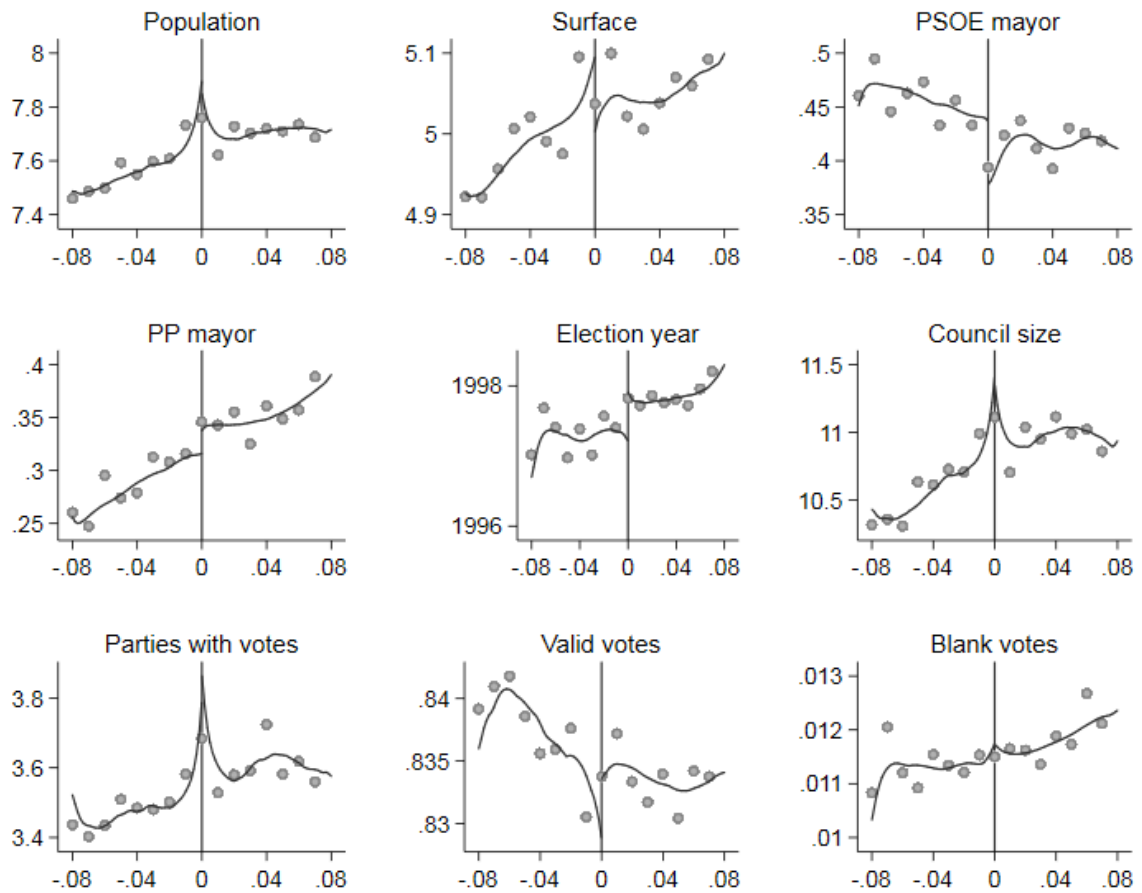 Population
8
7.8
7.6
7.4
-.08 -.04 0 .04 .08
Surface
5.1
5
4.9
-.08 -.04 0 .04 .08
PSOE mayor
.5
.45
.4
.35
-.08 -.04 0 .04 .08
PP mayor
.4
.35
.3
.25
-.08 -.04 0 .04 .08
Election year
1998
1996
-.08 -.04 0 .04 .08
Council size
11.5
11
10.5
-.08 -.04 0 .04 .08
Parties with votes
3.8
3.6
3.4
-.08 -.04 0 .04 .08
Valid votes
.84
.835
.83
-.08 -.04 0 .04 .08
Blank votes
.013
.012
.011
.01
-.08 -.04 0 .04 .08